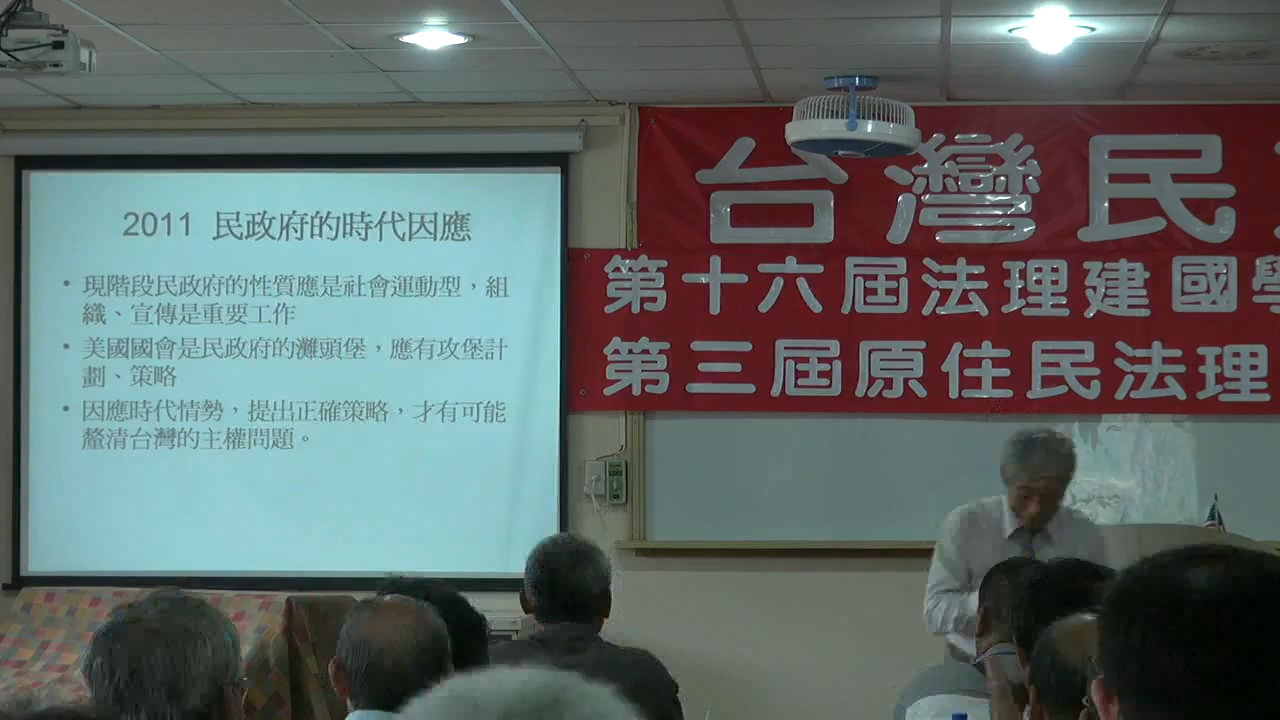 2011 民政府的時代因應
• 現階段民政府的性質應是社會運動型，組
織、宣傳是重要工作
• 美國國會是民政府的灘頭堡，應有攻堡計
劃、策略
• 因應時代情勢，提出正確策略，才有可能
釐清台灣的主權問題。
台灣民
第十六屆法理建國學
第三屆原住民法理